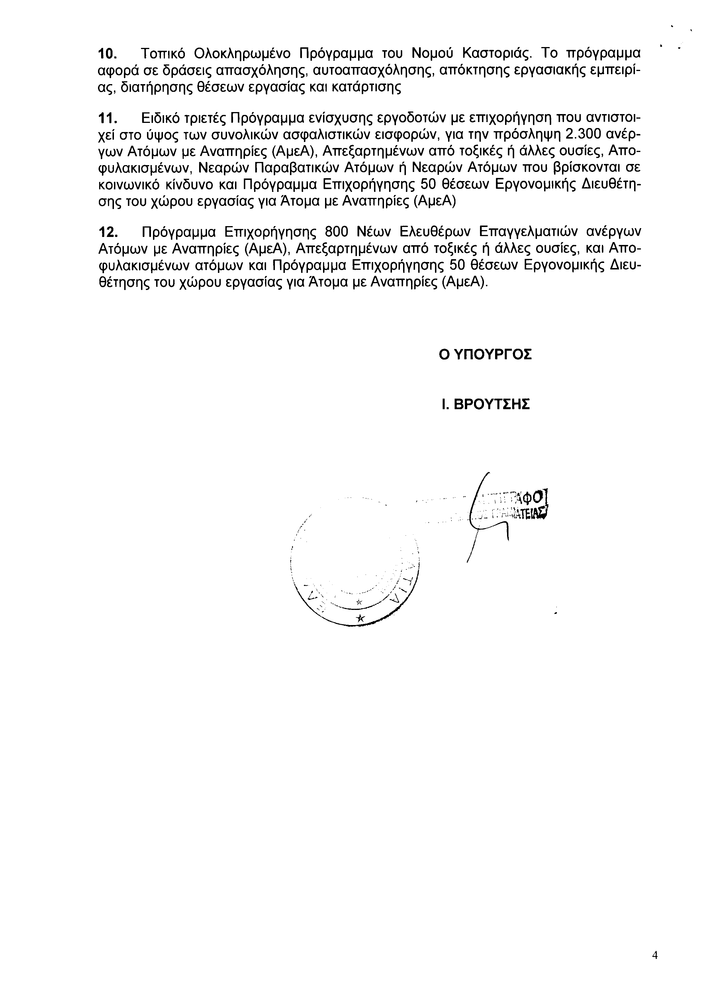 10. Τοπικό Ολοκληρωμένο Πρόγραμμα του Νομού Καστοριάς. Το πρόγραμμα
αφορά σε δράσεις απασχόλησης, αυτοαπασχόλησης, απόκτησης εργασιακής εμπειρί-
ας, διατήρησης θέσεων εργασίας και κατάρτισης
11. Ειδικό τριετές Πρόγραμμα ενίσχυσης εργοδοτών με επιχορήγηση που αντιστοι-
χεί στο ύψος των συνολικών ασφαλιστικών εισφορών, για την πρόσληψη 2.300 ανέρ-
γων Ατόμων με Αναπηρίες (ΑμεΑ), Απεξαρτημένων από τοξικές ή άλλες ουσίες, Απο-
φυλακισμένων, Νεαρών Παραβατικών Ατόμων ή Νεαρών Ατόμων που βρίσκονται σε
κοινωνικό κίνδυνο και Πρόγραμμα Επιχορήγησης 50 θέσεων Εργονομικής Διευθέτη-
σης του χώρου εργασίας για Άτομα με Αναπηρίες (ΑμεΑ)
12. Πρόγραμμα Επιχορήγησης 800 Νέων Ελευθέρων Επαγγελματιών ανέργων
Ατόμων με Αναπηρίες (ΑμεΑ), Απεξαρτημένων από τοξικές ή άλλες ουσίες, και Απο-
φυλακισμένων ατόμων και Πρόγραμμα Επιχορήγησης 50 θέσεων Εργονομικής Διευ-
θέτησης του χώρου εργασίας για Άτομα με Αναπηρίες (ΑμεΑ).
Ο ΥΠΟΥΡΓΟΣ
Ι. ΒΡΟΥΤΣΗΣ
4